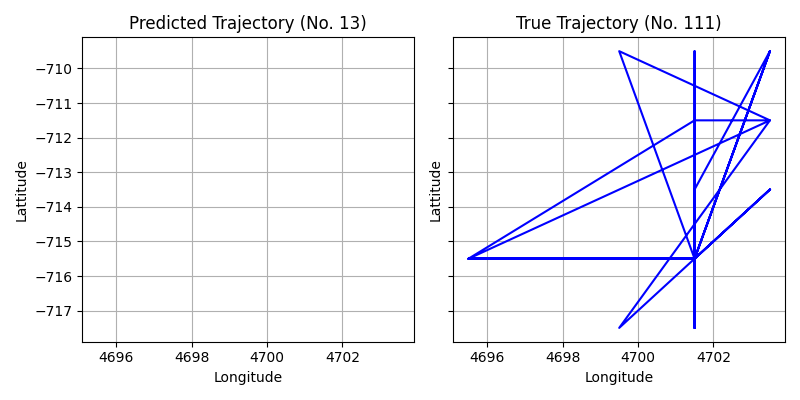 Predicted Trajectory (No. 13)
True Trajectory (No. 111)
−710
−711
−712
−713
−714
−715
−716
−717
Lattitude
4696 4698 4700 4702
Longitude
Lattitude
4696 4698 4700 4702
Longitude